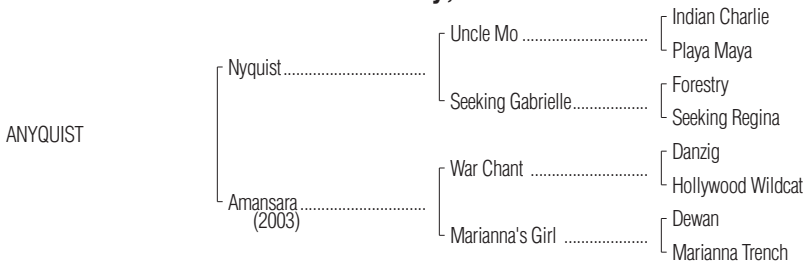 Indian Charlie
Uncle Mo ..............................
Playa Maya
Nyquist..................................
Forestry
Seeking Gabrielle..................
Seeking Regina
ANYQUIST
Danzig
War Chant ............................
Hollywood Wildcat
Amansara ..............................
(2003)
Dewan
Marianna's Girl ....................
Marianna Trench